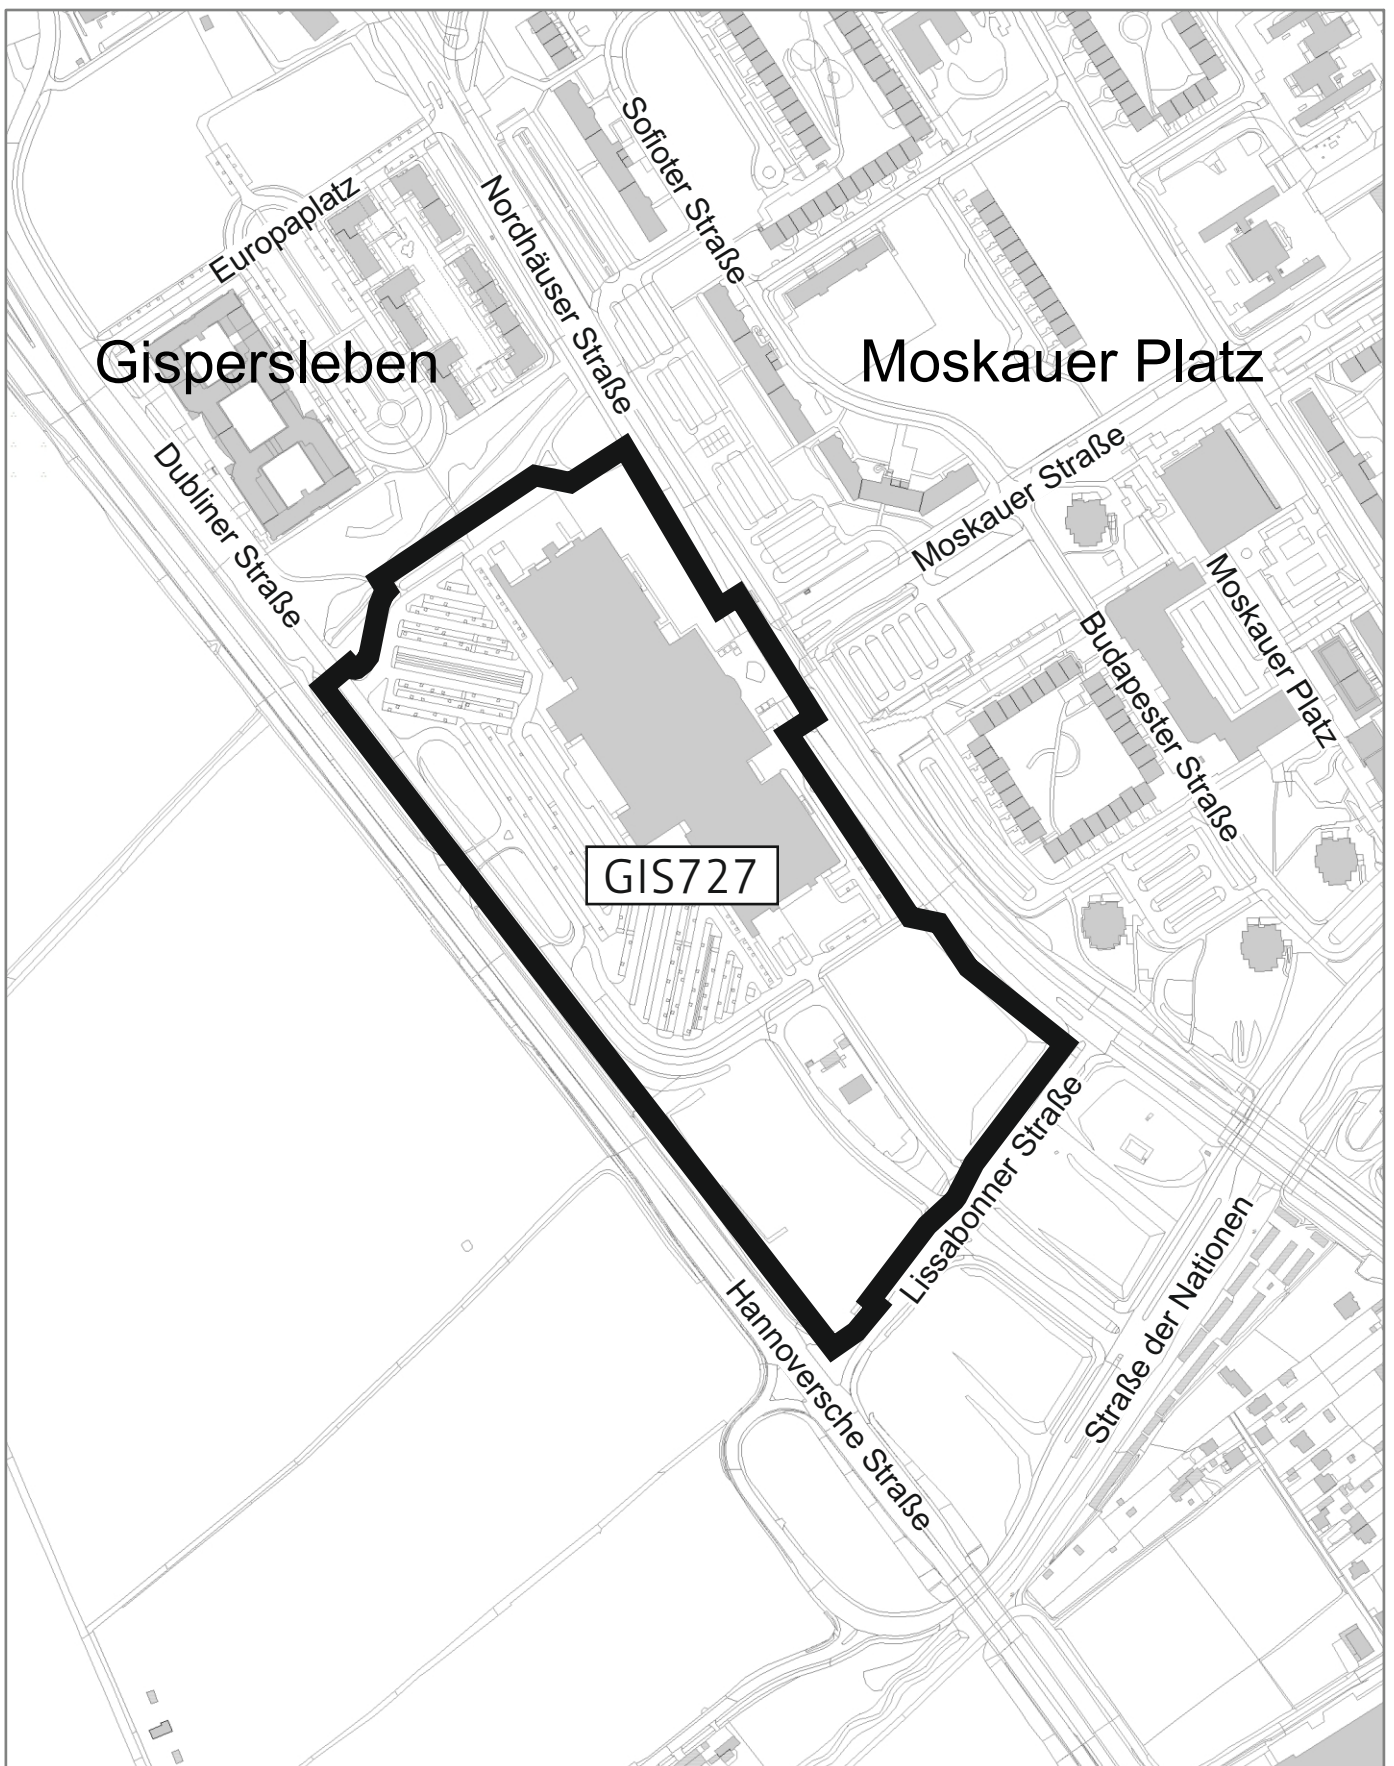 Sofioter Straße
Nordhäuser Straße
Europaplatz
Gispersleben
Moskauer Platz
Dubliner Straße
Moskauer Straße
Moskauer Platz
Budapester Straße
GIS727
Lissabonner Straße
Straße der Nationen
Hannoversche Straße